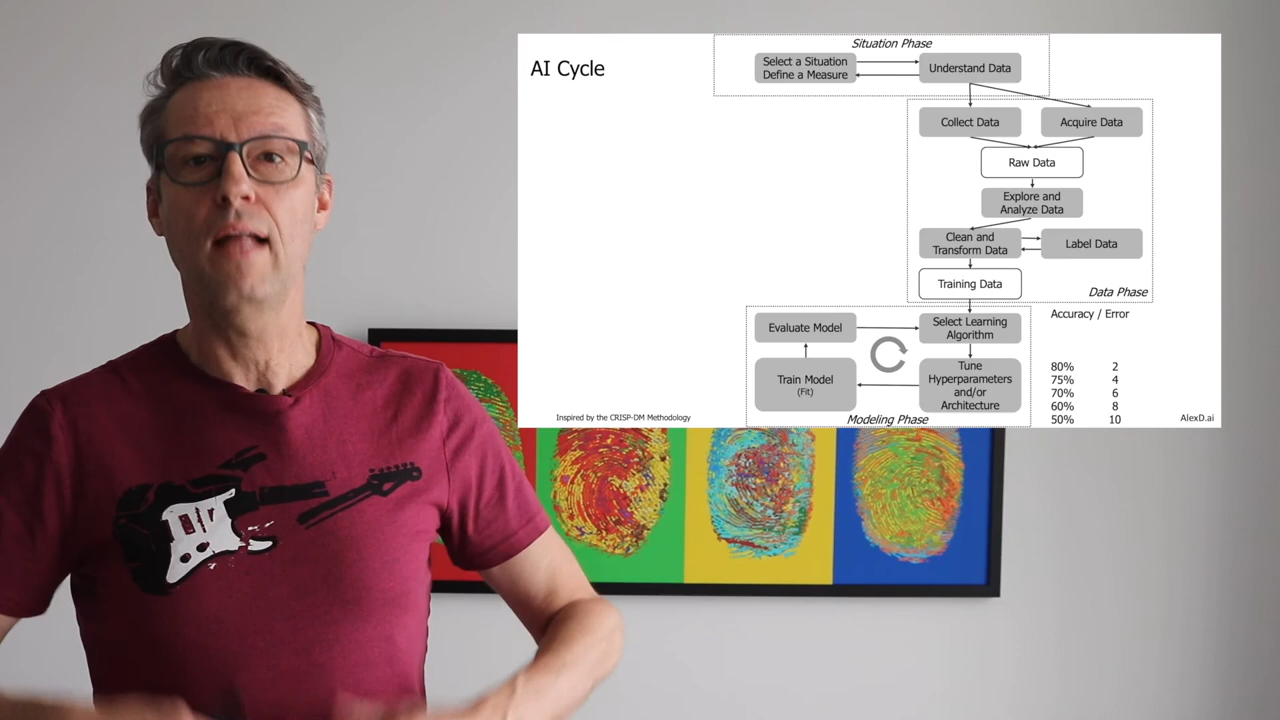 AI Cycle
Situation Phase
Select a Situation
Define a Measure
Understand Data
Collect Data
Acquire Data
Raw Data
Explore and
Analyze Data
Clean and
Transform Data
Label Data
Training Data
Data Phase
Evaluate Model
Select Learning
Algorithm
Train Model
(Fit)
Tune
Hyperparameters
and/or
Architecture
Modeling Phase
Accuracy / Error
80% 2
75% 4
70% 6
60% 8
50% 10
Inspired by the CRISP-DM Methodology
AlexD.ai